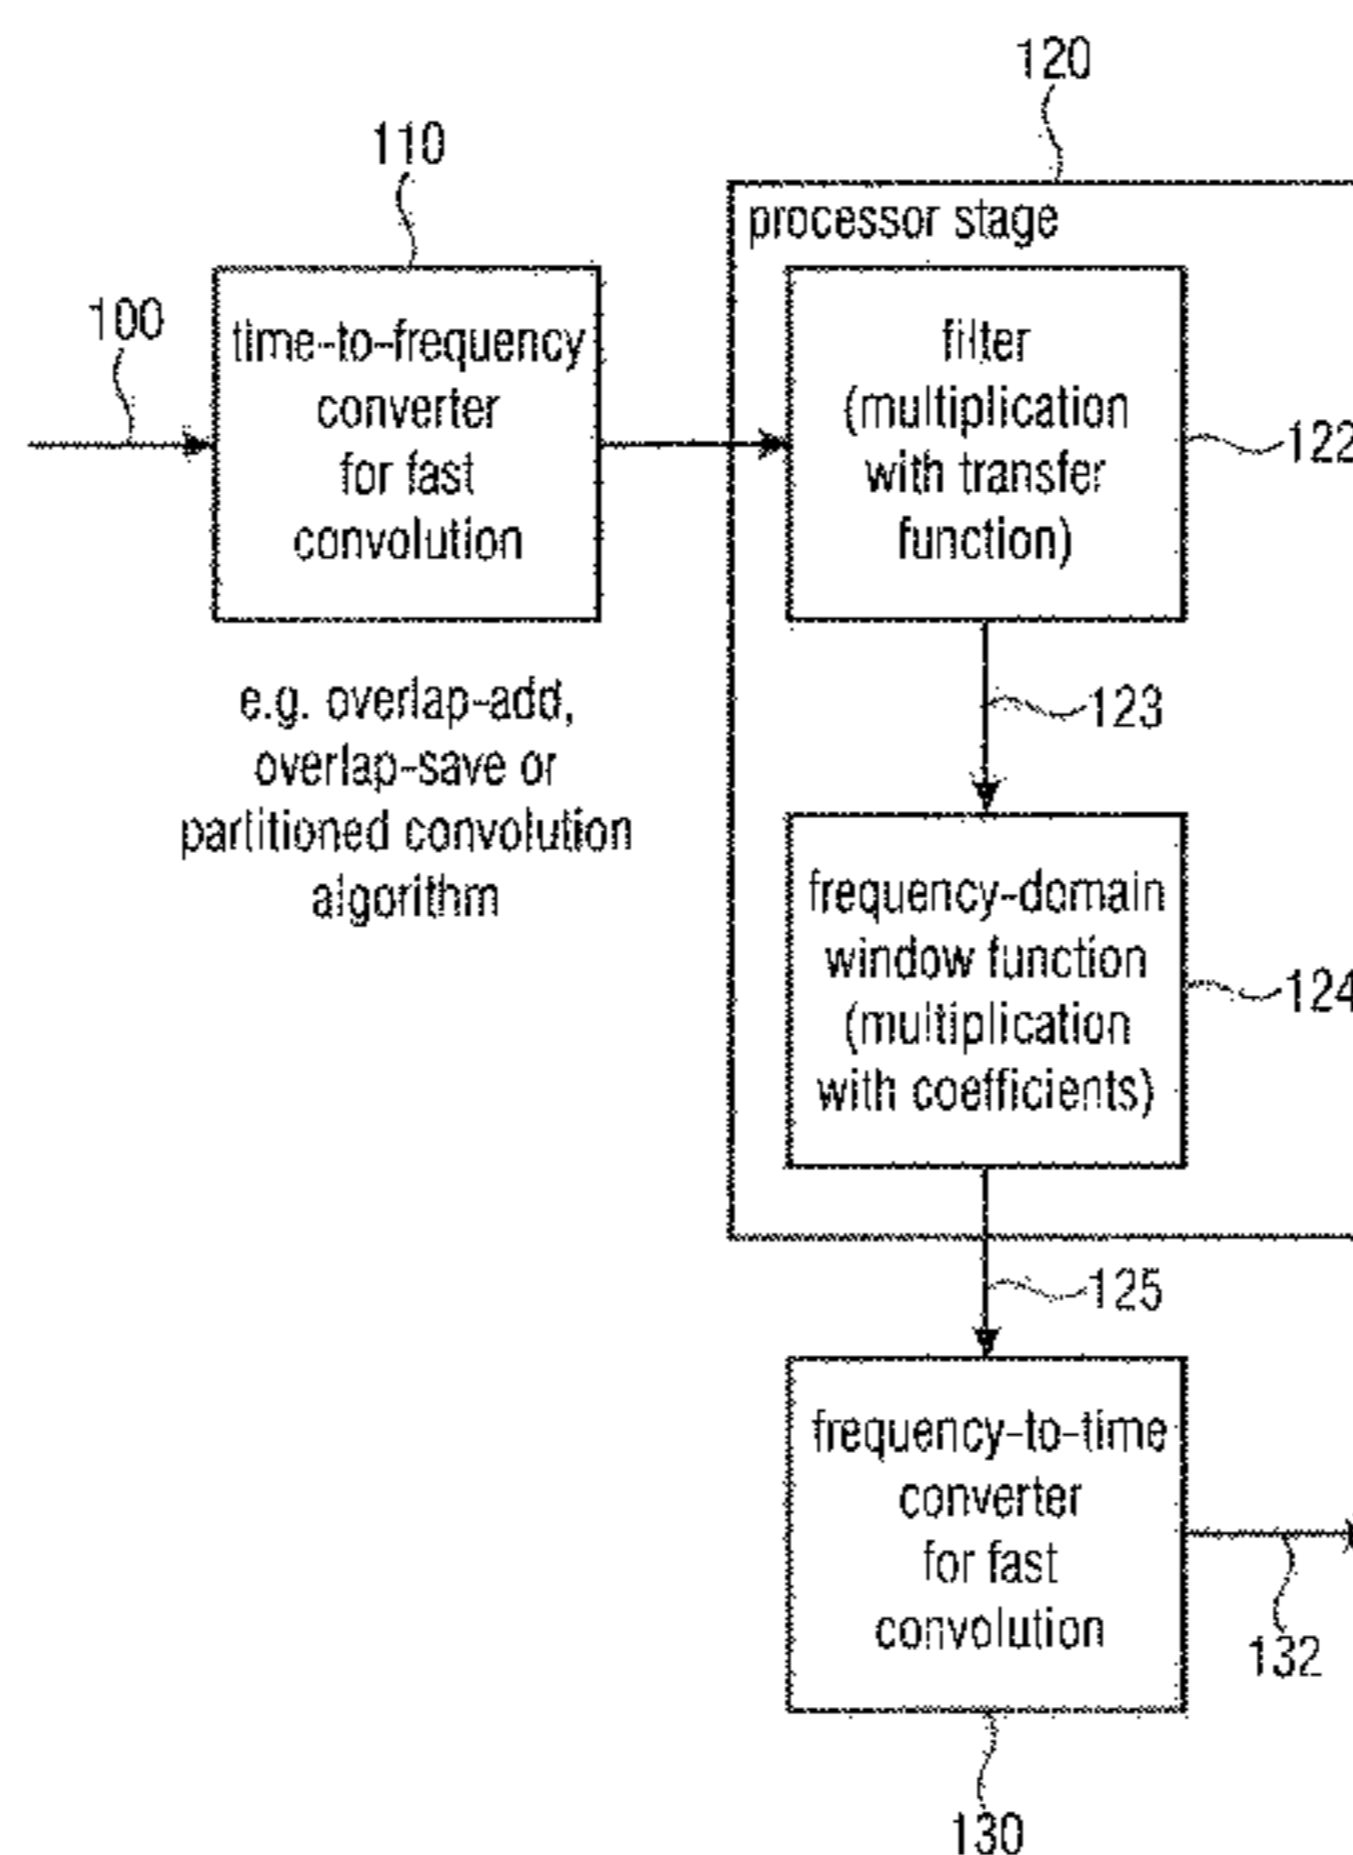 120
110
processor stage
100
time-to-frequency
converter
for fast
convolution
filter
(multiplication
with transfer
function)
122
e.g. overlap-add,
overlap-save or
partitioned convolution
algorithm
123
frequency-domain
window function
(multiplication
with coefficients)
124
125
frequency-to-time
converter
for fast
convolution
132
130